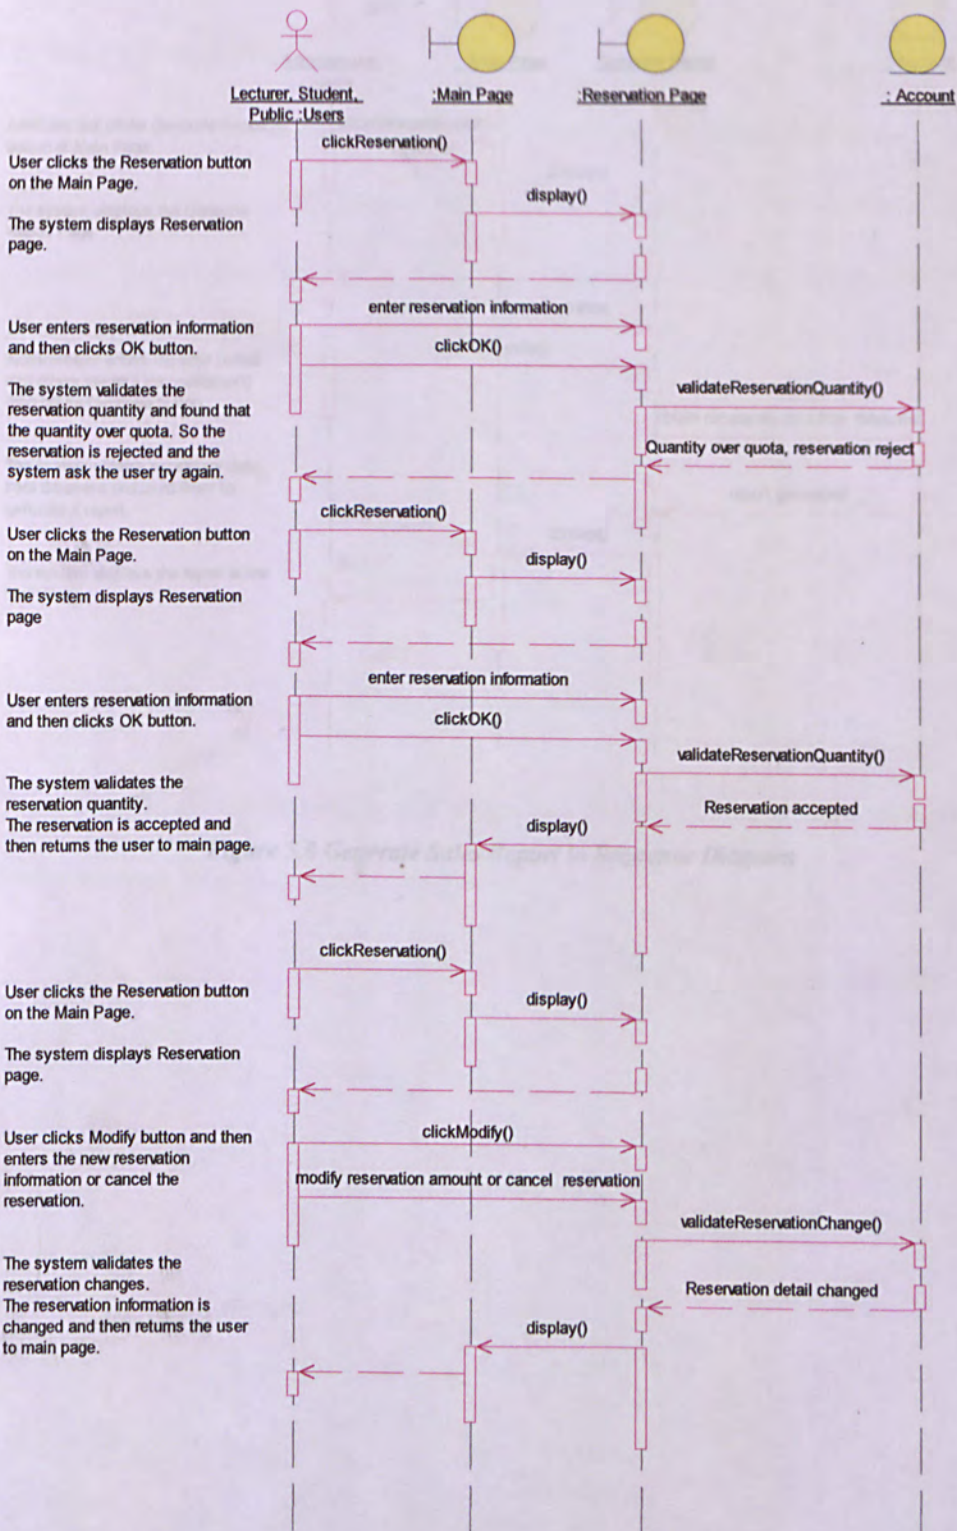 Lecturer, Student,
Public :Users
:Main Page
:Reservation Page
: Account
clickReservation()
User clicks the Reservation button
on the Main Page.
display()
The system displays Reservation
page.
enter reservation information
User enters reservation information
and then clicks OK button.
clickOK()
The system validates the
reservation quantity and found that
the quantity over quota. So the
reservation is rejected and the
system ask the user try again.
validateReservationQuantity()
Quantity over quota, reservation reject
clickReservation()
User clicks the Reservation button
on the Main Page.
display()
The system displays Reservation
page
enter reservation information
User enters reservation information
and then clicks OK button.
clickOK()
validateReservationQuantity()
The system validates the
reservation quantity.
The reservation is accepted and
then returns the user to main page.
Reservation accepted
display()
clickReservation()
User clicks the Reservation button
on the Main Page.
display()
The system displays Reservation
page.
User clicks Modify button and then
enters the new reservation
information or cancel the
reservation.
clickModify()
modify reservation amount or cancel reservation
validateReservationChange()
The system validates the
reservation changes.
The reservation information is
changed and then returns the user
to main page.
Reservation detail changed
display()